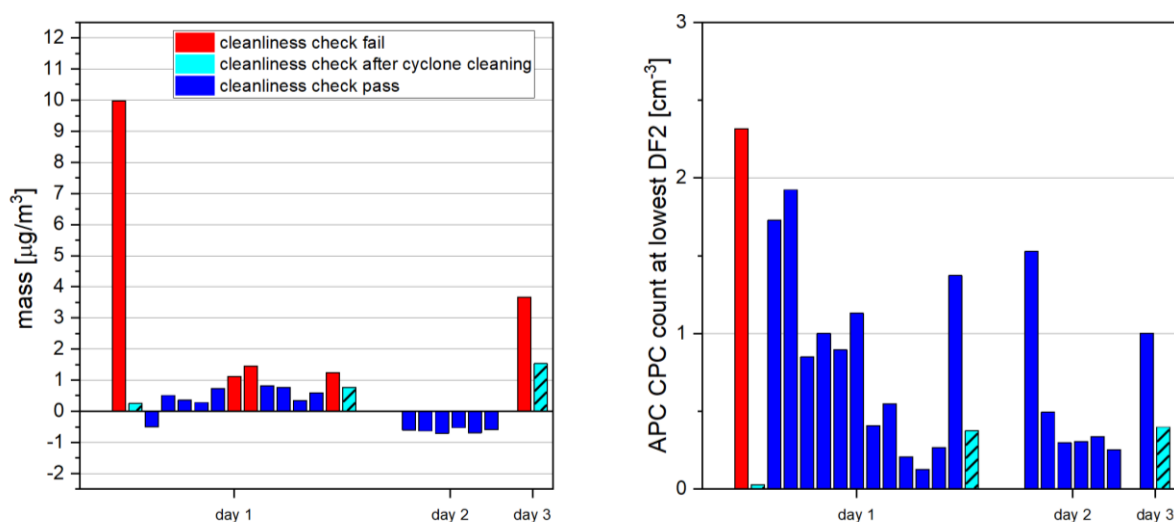 12
11
10
9
8
7
6
5
4
3
2
1
0
-1
-2
mass [μg/m³]
cleanliness check fail
cleanliness check after cyclone cleaning
cleanliness check pass
day 1
day 2
day 3
3
2
1
0
APC CPC count at lowest DF2 [cm⁻³]
day 1
day 2
day 3